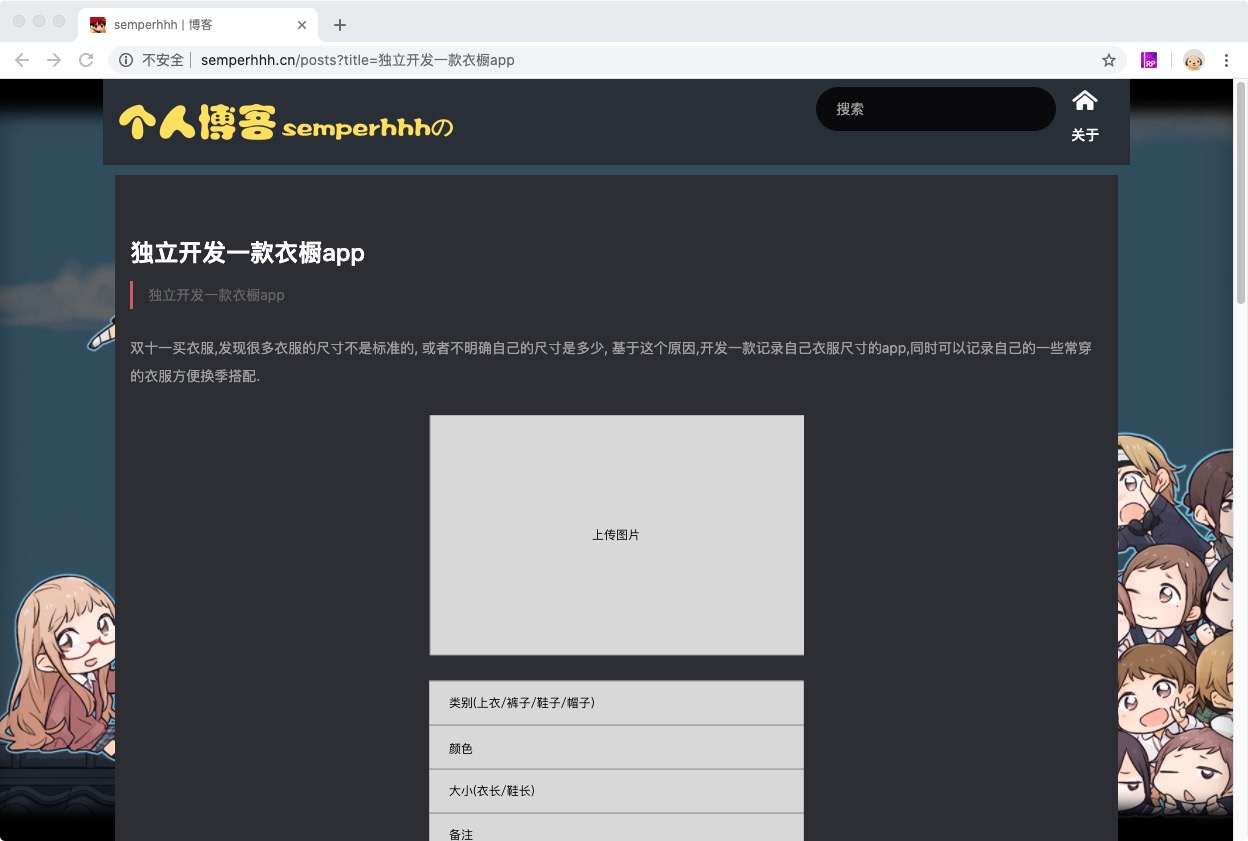 semperhhh | 博客
不安全 semperhhh.cn/posts?title=独立开发一款衣橱app
RP
个人博客 semperhhhの
搜索
关于
独立开发一款衣橱app
独立开发一款衣橱app
双十一买衣服,发现很多衣服的尺寸不是标准的, 或者不明确自己的尺寸是多少, 基于这个原因,开发一款记录自己衣服尺寸的app,同时可以记录自己的一些常穿
的衣服方便换季搭配.
上传图片
类别(上衣/裤子/鞋子/帽子)
颜色
大小(衣长/鞋长)
备注